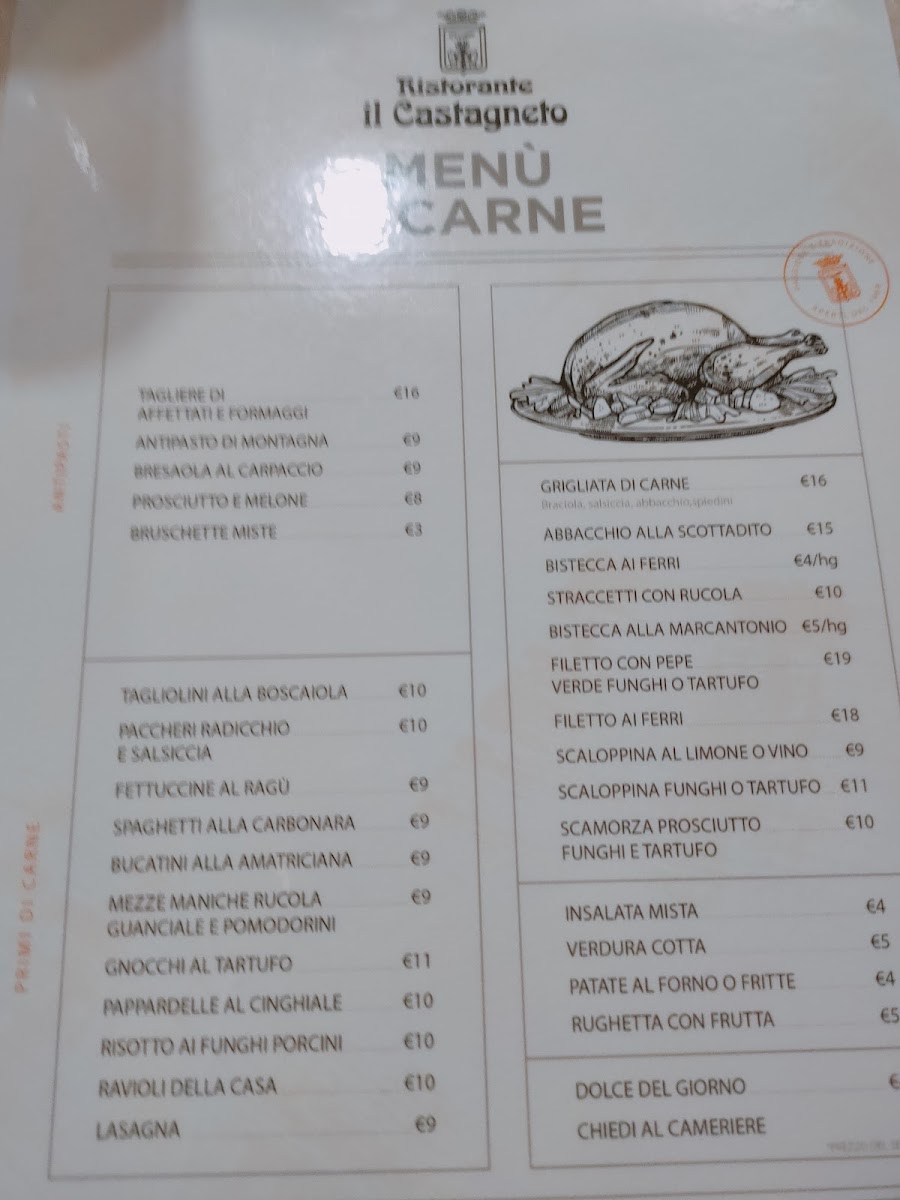 Ristorante
il Castagneto
MENÙ
CARNE
ANTIPASTI
TAGLIERE DI €16
AFFETTATI E FORMAGGI
ANTIPASTO DI MONTAGNA €9
BRESAOLA AL CARPACCIO €9
PROSCIUTTO E MELONE €8
BRUSCHETTE MISTE €3
PRIMI DI CARNE
TAGLIOLINI ALLA BOSCAIOLA €10
PACCHERI RADICCHIO €10
E SALSICCIA
FETTUCCINE AL RAGÙ €9
SPAGHETTI ALLA CARBONARA €9
BUCATINI ALLA AMATRICIANA €9
MEZZE MANICHE RUCOLA €9
GUANCIALE E POMODORINI
GNOCCHI AL TARTUFO €11
PAPPARDELLE AL CINGHIALE €10
RISOTTO AI FUNGHI PORCINI €10
RAVIOLI DELLA CASA €10
LASAGNA €9
GRIGLIATA DI CARNE €16
Braciola, salsiccia, abbacchio,spiedini
ABBACCHIO ALLA SCOTTADITO €15
BISTECCA AI FERRI €4/hg
STRACCETTI CON RUCOLA €10
BISTECCA ALLA MARCANTONIO €5/hg
FILETTO CON PEPE €19
VERDE FUNGHI O TARTUFO
FILETTO AI FERRI €18
SCALOPPINA AL LIMONE O VINO €9
SCALOPPINA FUNGHI O TARTUFO €11
SCAMORZA PROSCIUTTO €10
FUNGHI E TARTUFO
INSALATA MISTA €4
VERDURA COTTA €5
PATATE AL FORNO O FRITTE €4
RUGHETTA CON FRUTTA €5
DOLCE DEL GIORNO €
CHIEDI AL CAMERIERE